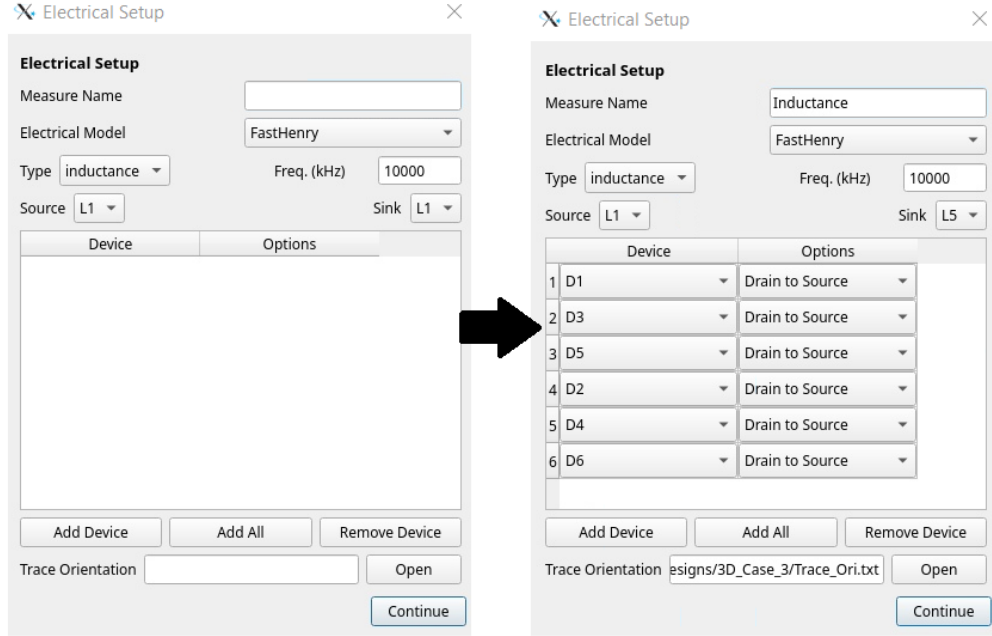 Electrical Setup
Electrical Setup
Measure Name
Electrical Model FastHenry
Type inductance Freq. (kHz) 10000
Source L1 Sink L1
Device Options
Add Device Add All Remove Device
Trace Orientation Open
Continue
Electrical Setup
Electrical Setup
Measure Name Inductance
Electrical Model FastHenry
Type inductance Freq. (kHz) 10000
Source L1 Sink L5
Device Options
1 D1 Drain to Source
2 D3 Drain to Source
3 D5 Drain to Source
4 D2 Drain to Source
5 D4 Drain to Source
6 D6 Drain to Source
Add Device Add All Remove Device
Trace Orientation esigns/3D_Case_3/Trace_Ori.txt Open
Continue